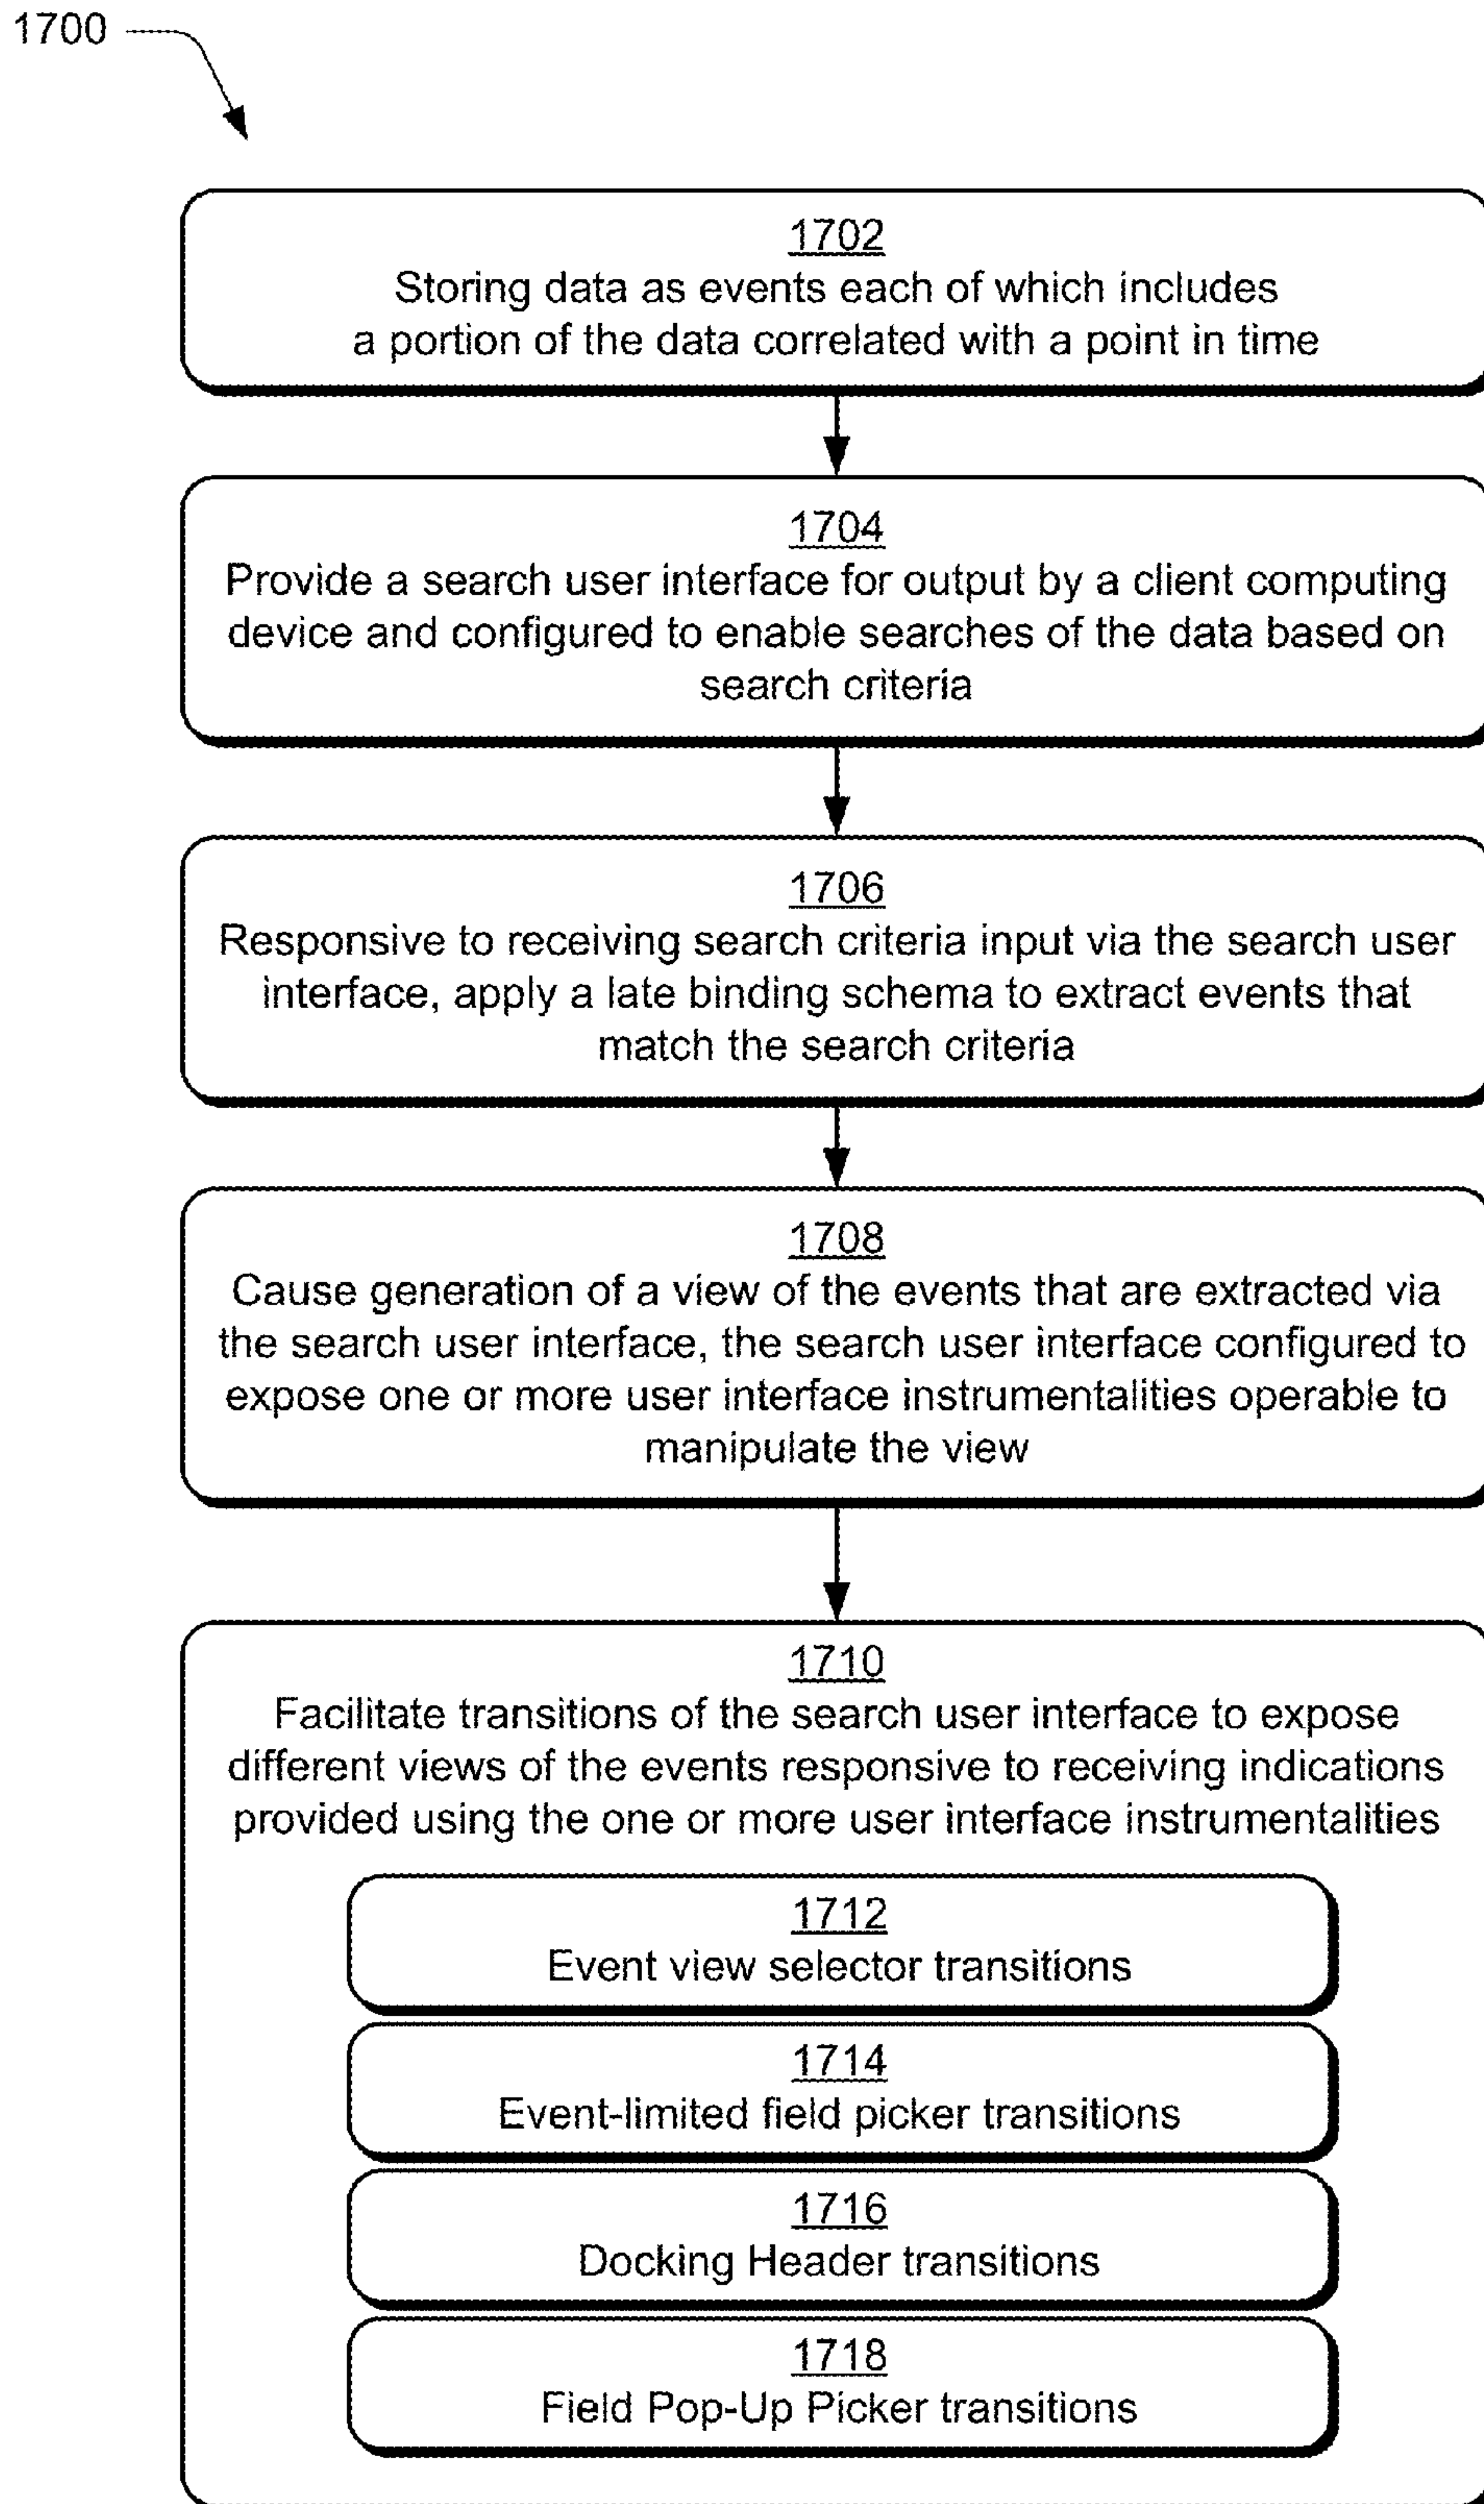 1700
1702
Storing data as events each of which includes
a portion of the data correlated with a point in time
1704
Provide a search user interface for output by a client computing
device and configured to enable searches of the data based on
search criteria
1706
Responsive to receiving search criteria input via the search user
interface, apply a late binding schema to extract events that
match the search criteria
1708
Cause generation of a view of the events that are extracted via
the search user interface, the search user interface configured to
expose one or more user interface instrumentalities operable to
manipulate the view
1710
Facilitate transitions of the search user interface to expose
different views of the events responsive to receiving indications
provided using the one or more user interface instrumentalities
1712
Event view selector transitions
1714
Event-limited field picker transitions
1716
Docking Header transitions
1718
Field Pop-Up Picker transitions